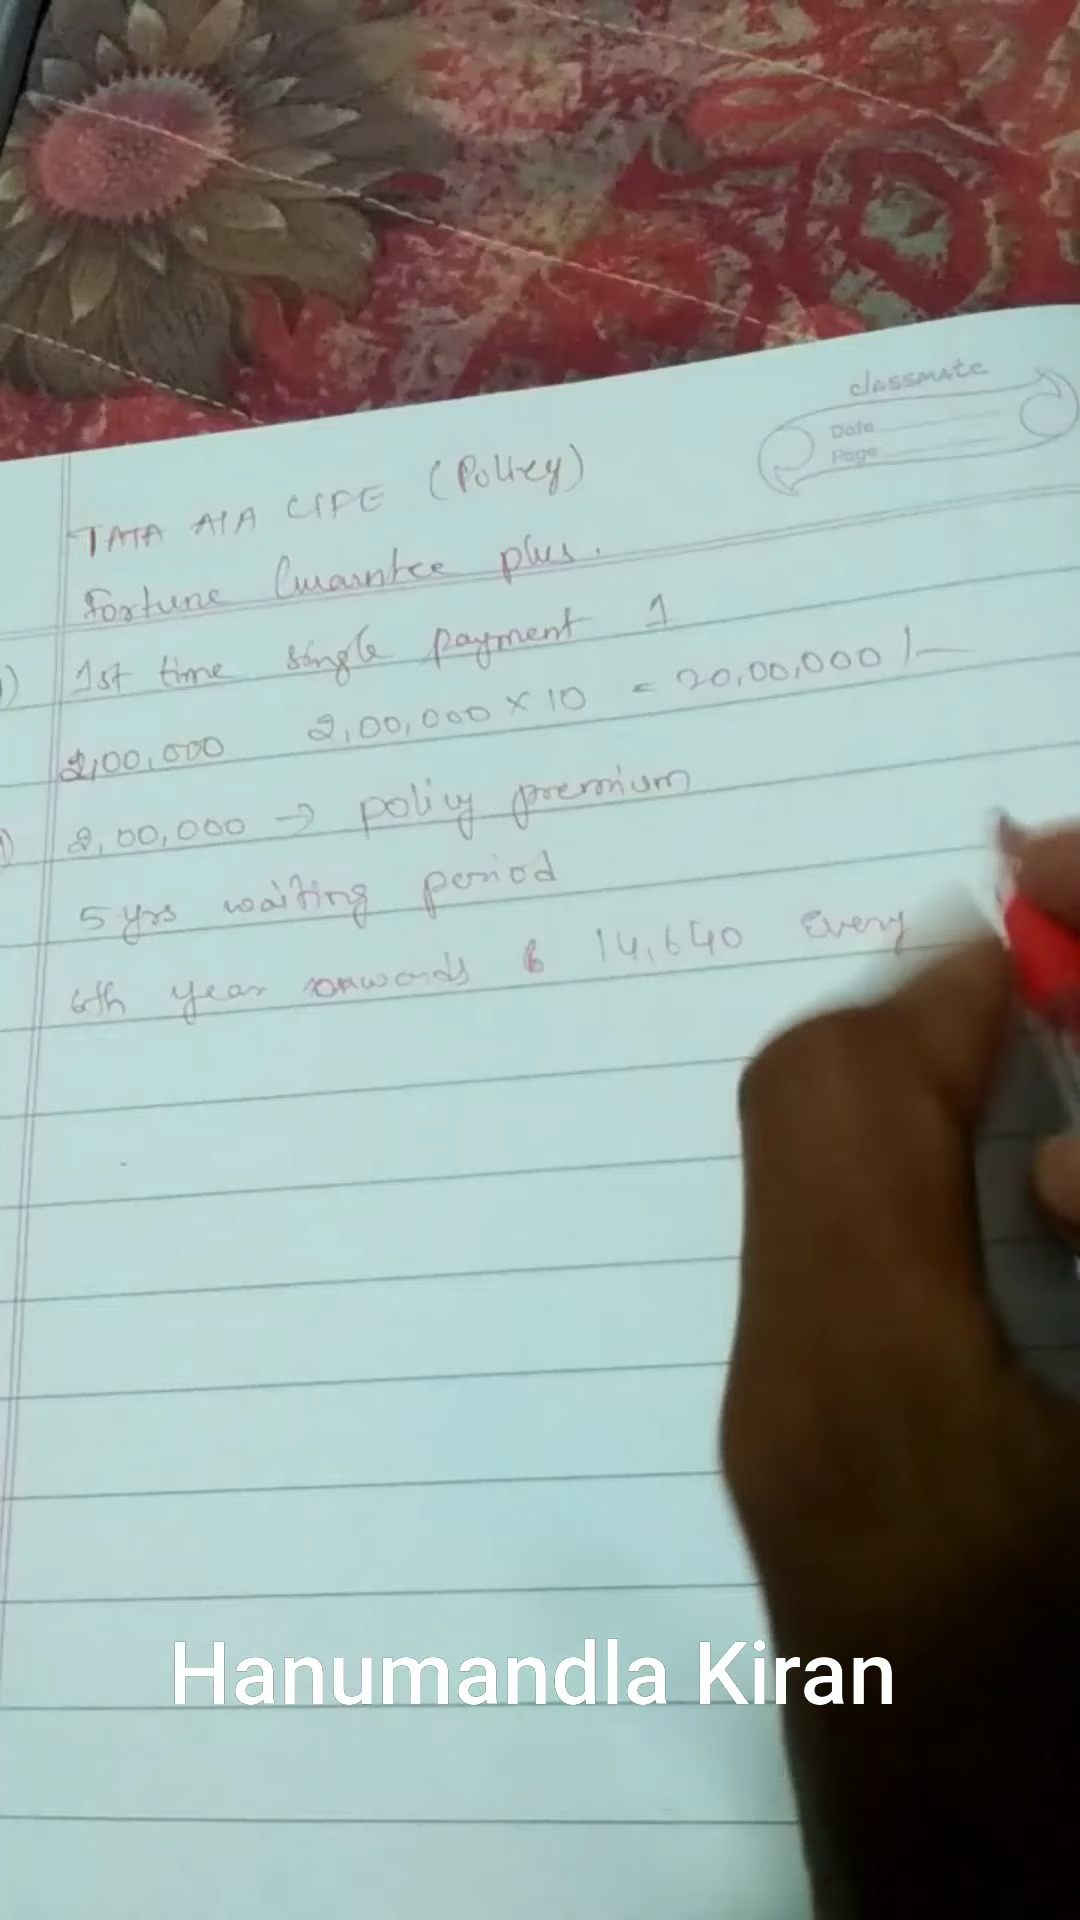 classmate
Date
Page
TATA AIA LIFE (Policy)
Fortune Guarntee plus.
1) 1st time single payment 1
2,00,000 2,00,000 × 10 = 20,00,000/-
2,00,000 → policy premium
5 yrs waiting period
6th year onwards 14,640 Every
Hanumandla Kiran